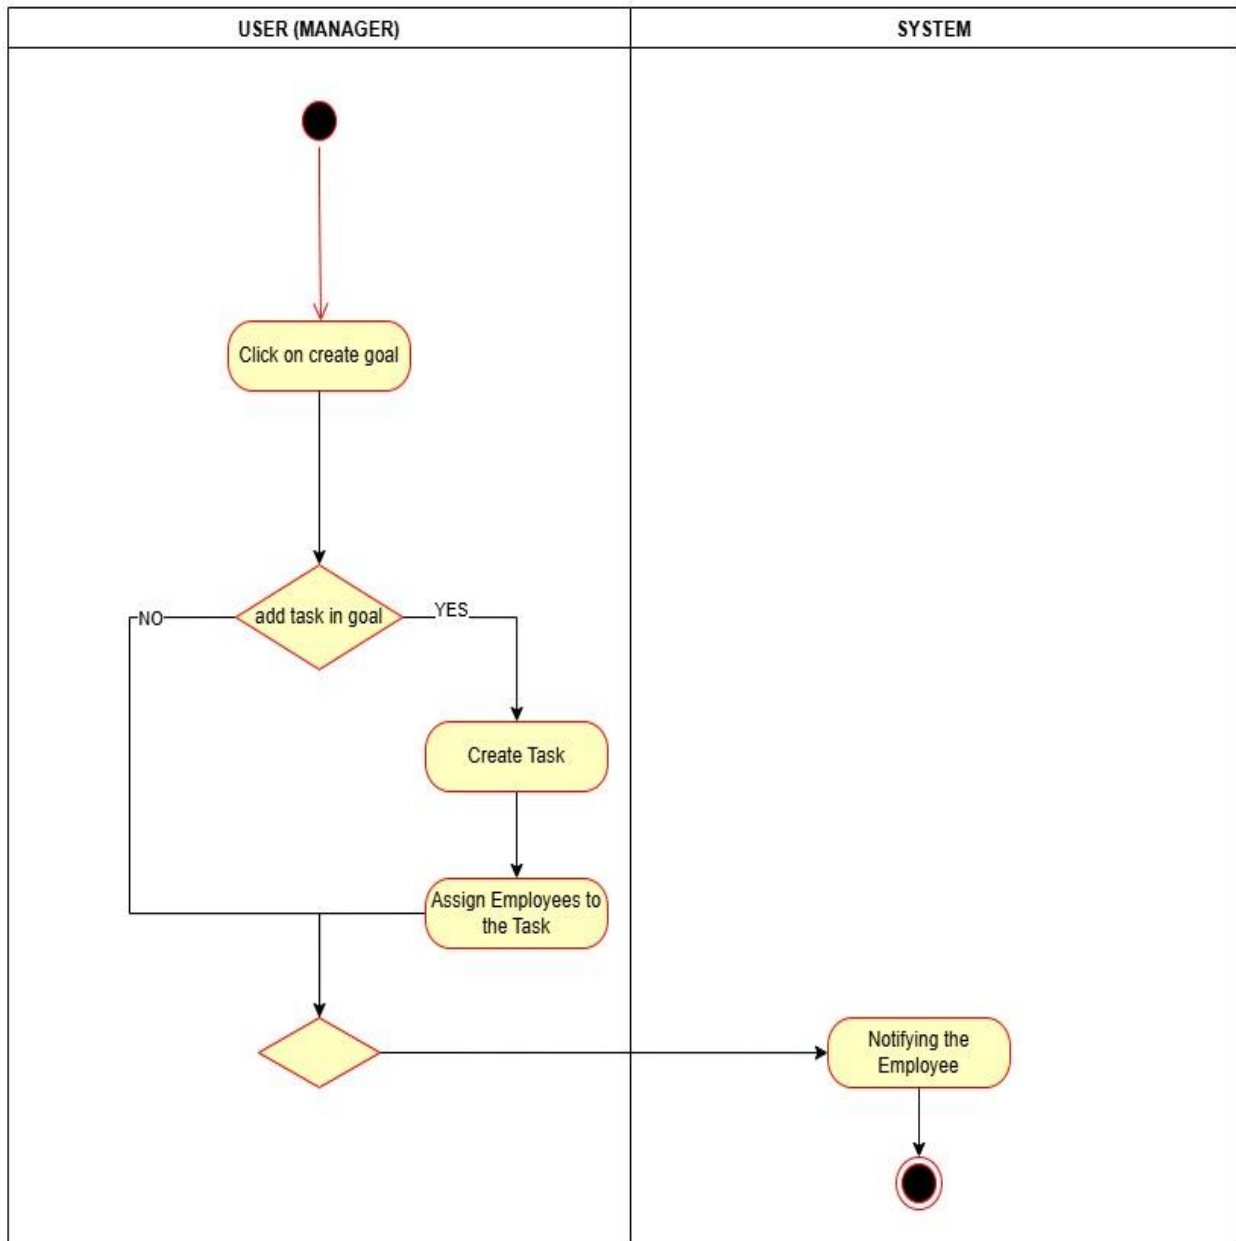 USER (MANAGER)
SYSTEM
Click on create goal
add task in goal
NO
YES
Create Task
Assign Employees to
the Task
Notifying the
Employee